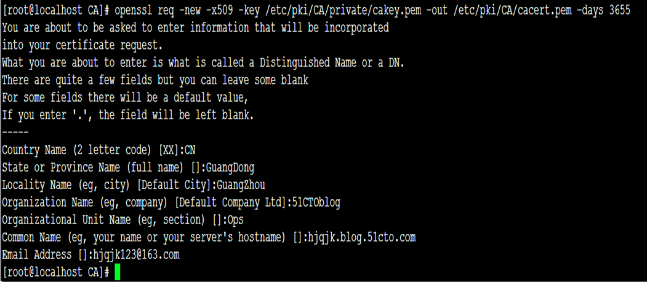 [root@localhost CA]# openssl req -new -x509 -key /etc/pki/CA/private/cakey.pem -out /etc/pki/CA/cacert.pem -days 3655
You are about to be asked to enter information that will be incorporated
into your certificate request.
What you are about to enter is what is called a Distinguished Name or a DN.
There are quite a few fields but you can leave some blank
For some fields there will be a default value,
If you enter '.', the field will be left blank.
-----
Country Name (2 letter code) [XX]:CN
State or Province Name (full name) []:GuangDong
Locality Name (eg, city) [Default City]:GuangZhou
Organization Name (eg, company) [Default Company Ltd]:51CTOblog
Organizational Unit Name (eg, section) []:Ops
Common Name (eg, your name or your server's hostname) []:hjqjk.blog.51cto.com
Email Address []:hjqjk123@163.com
[root@localhost CA]#